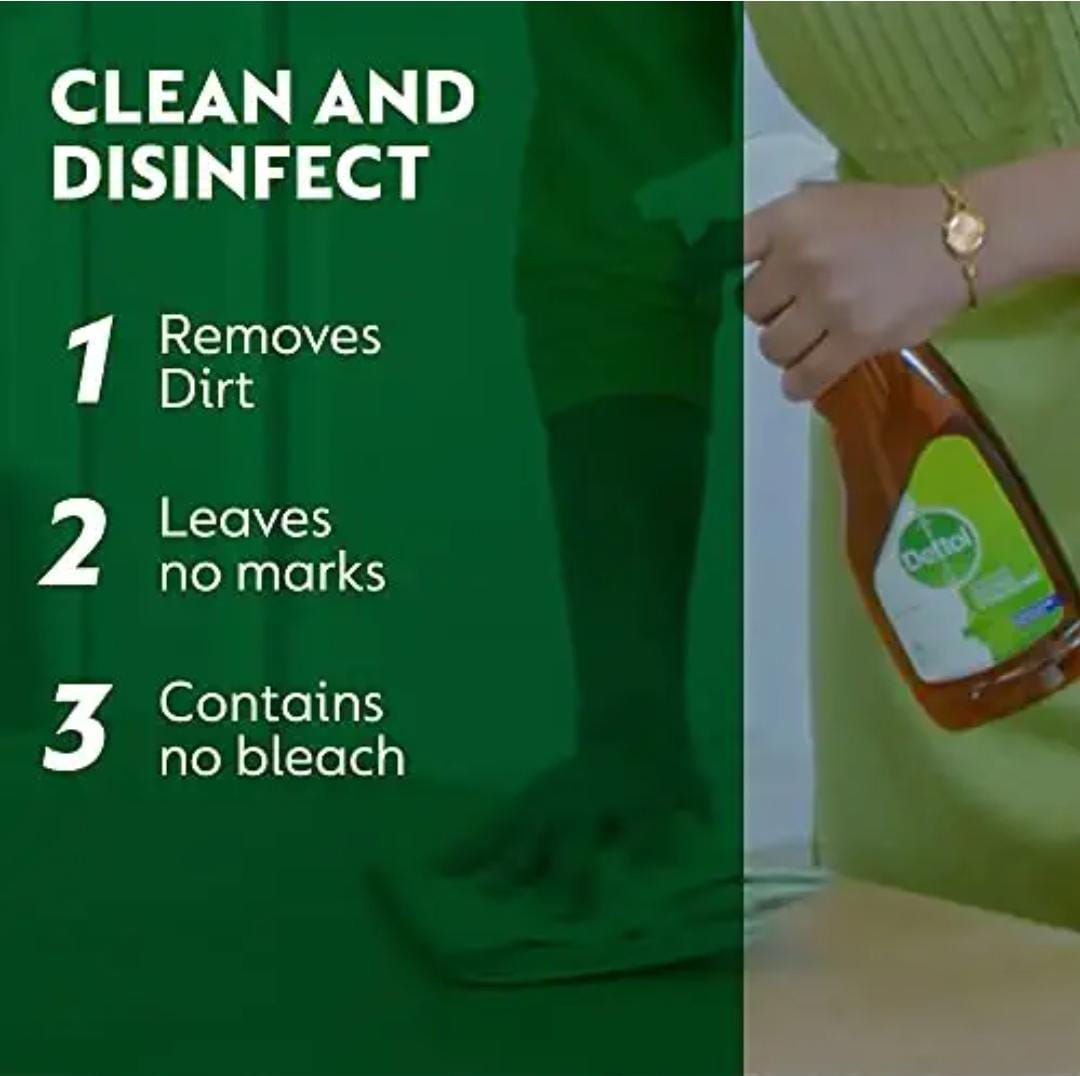 CLEAN AND
DISINFECT
1 Removes
Dirt
2 Leaves
no marks
3 Contains
no bleach
Dettol